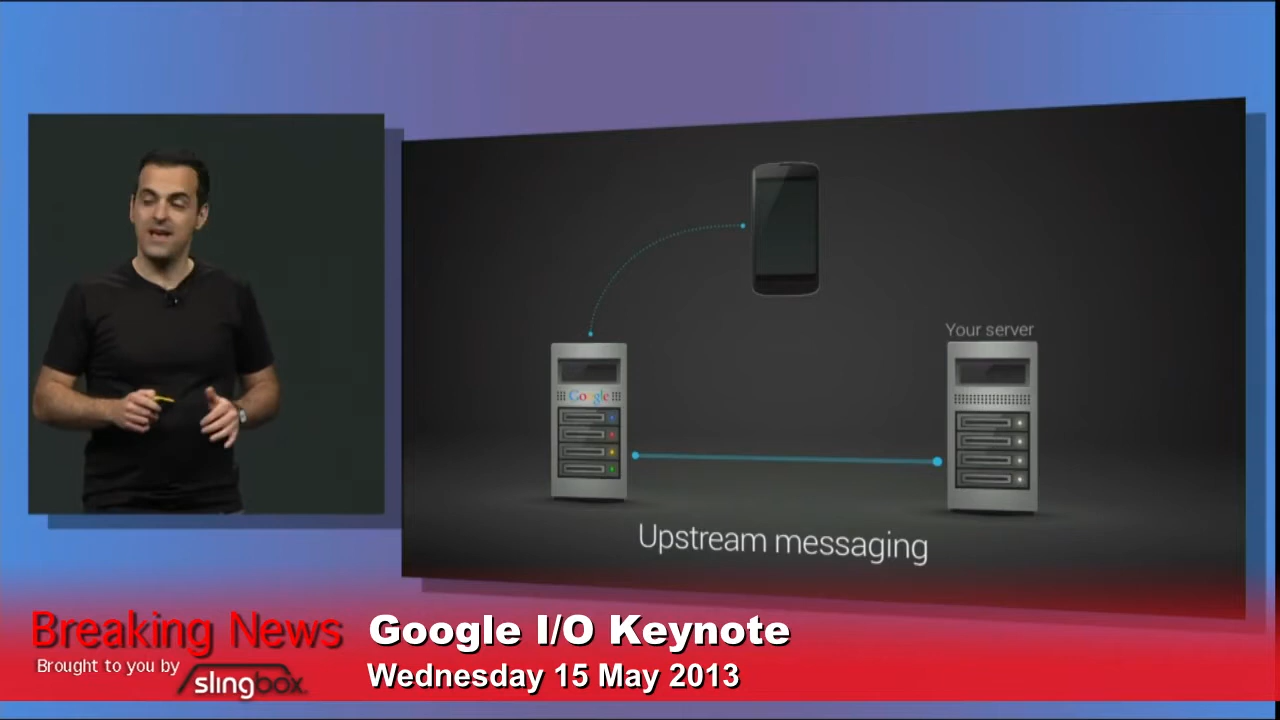 Your server
Google
Upstream messaging
Breaking News
Google I/O Keynote
Brought to you by
slingbox.
Wednesday 15 May 2013